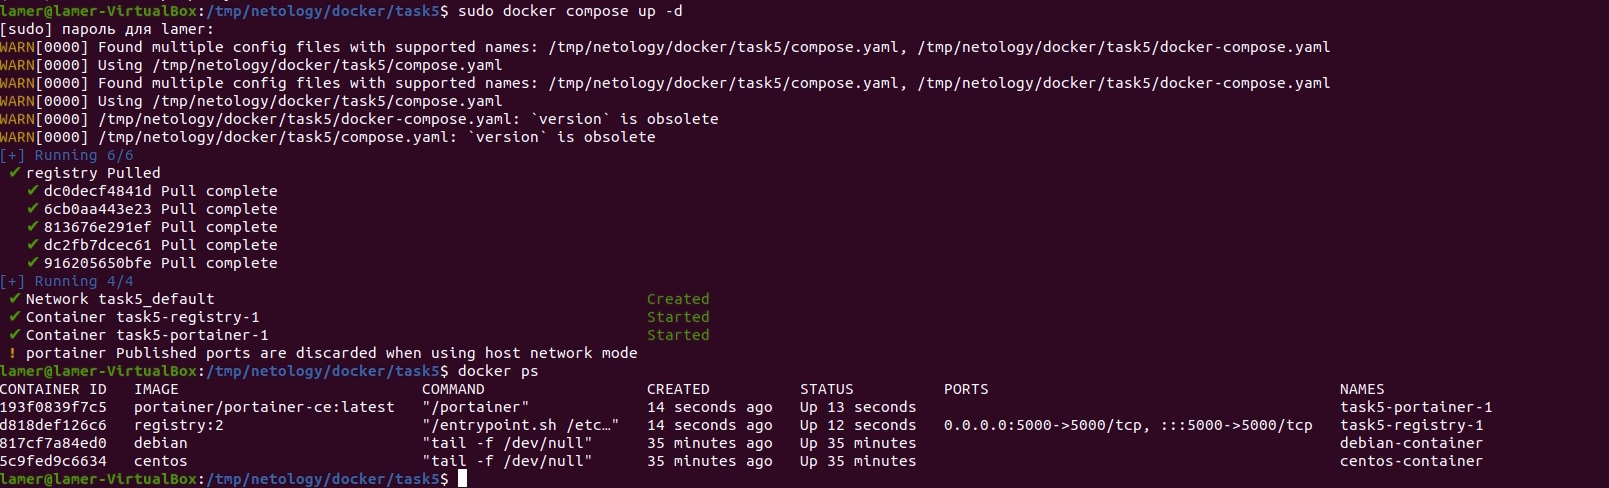 lamer@lamer-VirtualBox:/tmp/netology/docker/task5$ sudo docker compose up -d
[sudo] пароль для lamer:
WARN[0000] Found multiple config files with supported names: /tmp/netology/docker/task5/compose.yaml, /tmp/netology/docker/task5/docker-compose.yaml
WARN[0000] Using /tmp/netology/docker/task5/compose.yaml
WARN[0000] Found multiple config files with supported names: /tmp/netology/docker/task5/compose.yaml, /tmp/netology/docker/task5/docker-compose.yaml
WARN[0000] Using /tmp/netology/docker/task5/compose.yaml
WARN[0000] /tmp/netology/docker/task5/docker-compose.yaml: `version` is obsolete
WARN[0000] /tmp/netology/docker/task5/compose.yaml: `version` is obsolete
[+] Running 6/6
✔ registry Pulled
✔ dc0decf4841d Pull complete
✔ 6cb0aa443e23 Pull complete
✔ 813676e291ef Pull complete
✔ dc2fb7dcec61 Pull complete
✔ 916205650bfe Pull complete
[+] Running 4/4
✔ Network task5_default Created
✔ Container task5-registry-1 Started
✔ Container task5-portainer-1 Started
! portainer Published ports are discarded when using host network mode
lamer@lamer-VirtualBox:/tmp/netology/docker/task5$ docker ps
CONTAINER ID IMAGE COMMAND CREATED STATUS PORTS NAMES
193f0839f7c5 portainer/portainer-ce:latest "/portainer" 14 seconds ago Up 13 seconds task5-portainer-1
d818def126c6 registry:2 "/entrypoint.sh /etc…" 14 seconds ago Up 12 seconds 0.0.0.0:5000->5000/tcp, :::5000->5000/tcp task5-registry-1
817cf7a84ed0 debian "tail -f /dev/null" 35 minutes ago Up 35 minutes debian-container
5c9fed9c6634 centos "tail -f /dev/null" 35 minutes ago Up 35 minutes centos-container
lamer@lamer-VirtualBox:/tmp/netology/docker/task5$